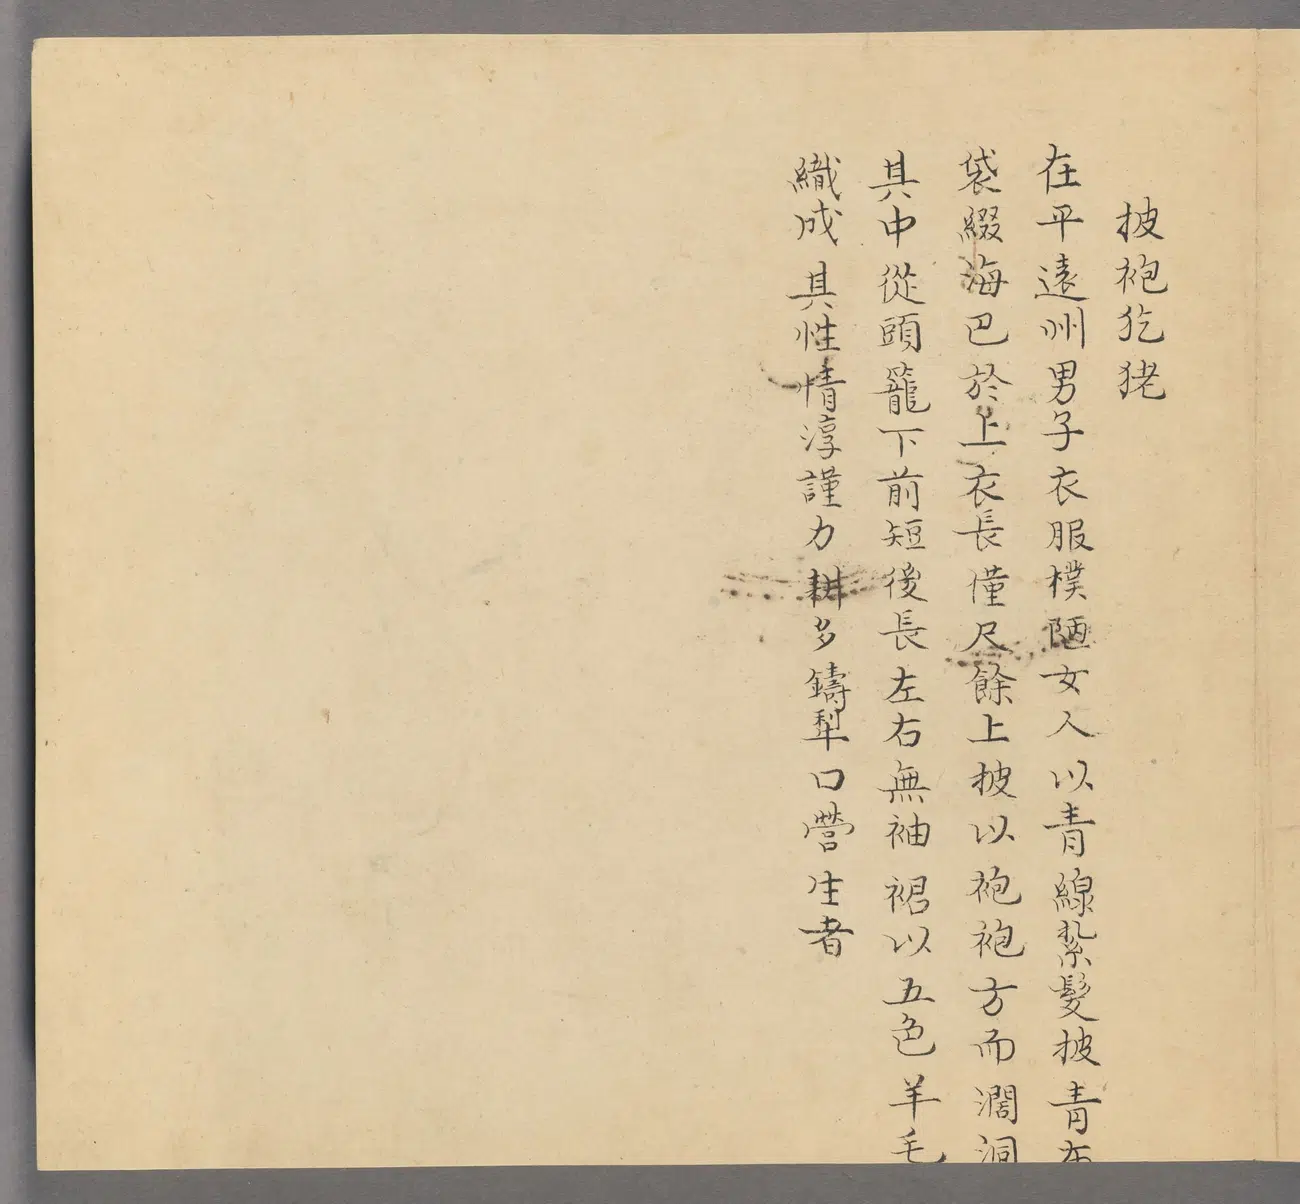 披袍犵狫
在平遠州男子衣服樸陋女人以青線紮髮披青布
袋綴海巴於上衣長僅尺餘上披以袍袍方而濶洞
其中從頭籠下前短後長左右無袖裙以五色羊毛
織成其性情淳謹力耕多鑄犁口營生者